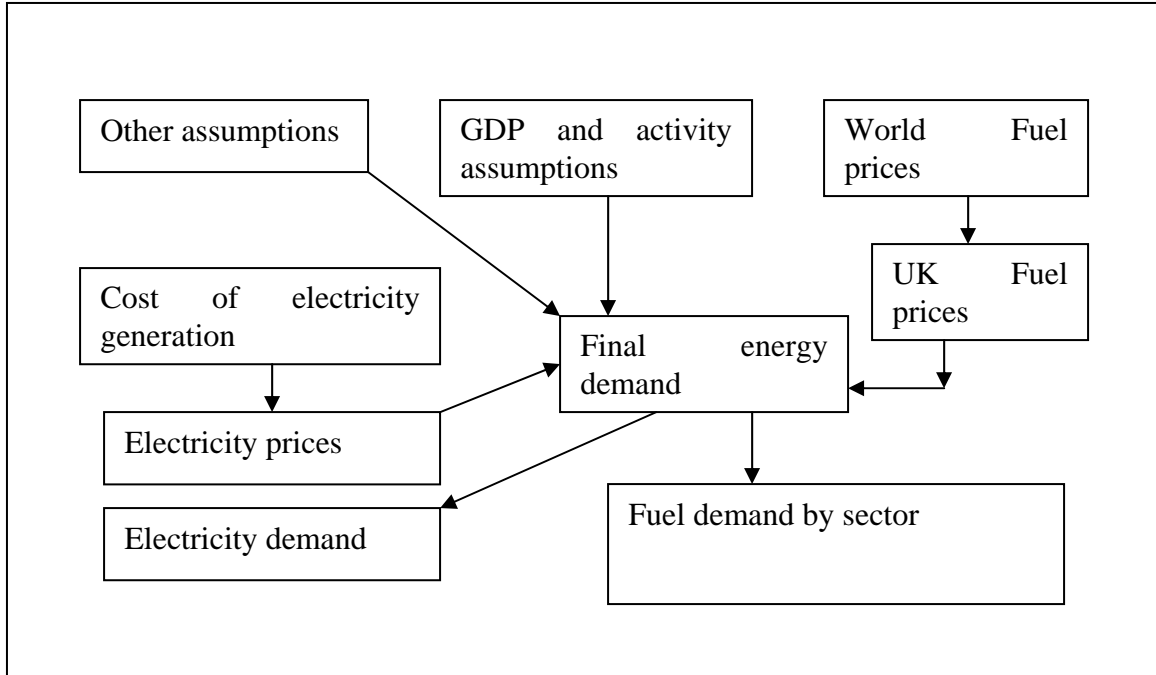 Other assumptions
GDP and activity
assumptions
World Fuel
prices
UK Fuel
prices
Cost of electricity
generation
Final energy
demand
Electricity prices
Electricity demand
Fuel demand by sector